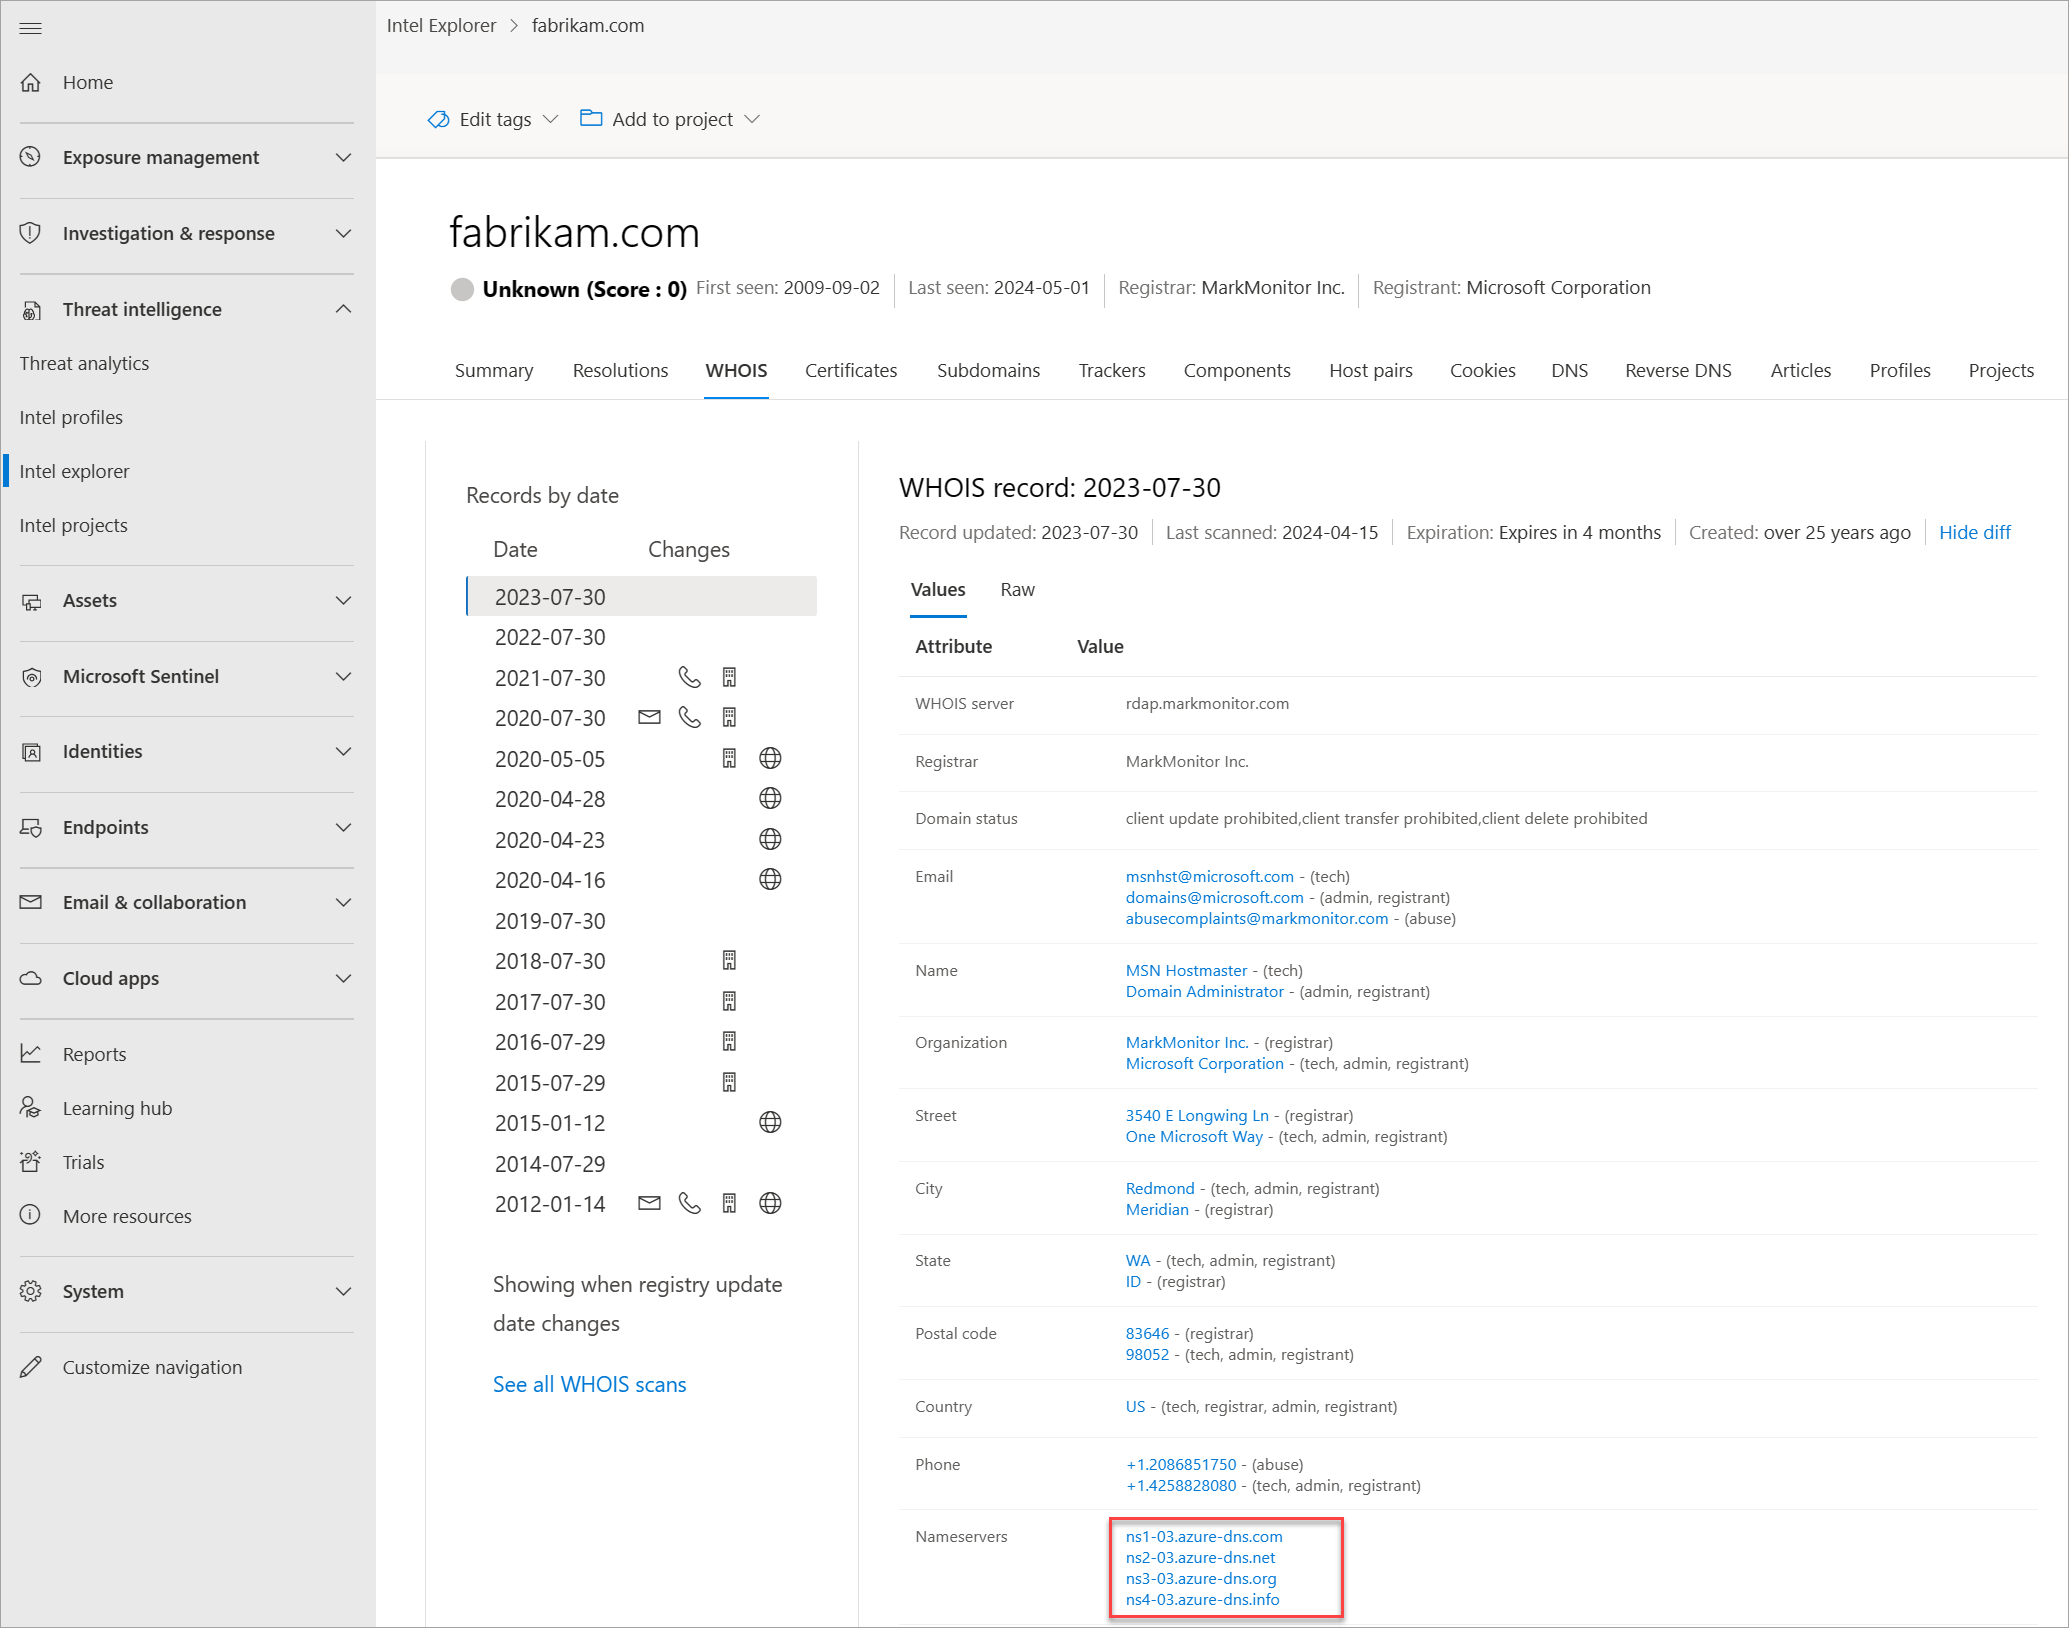 Home
Exposure management
Investigation & response
Threat intelligence
Threat analytics
Intel profiles
Intel explorer
Intel projects
Assets
Microsoft Sentinel
Identities
Endpoints
Email & collaboration
Cloud apps
Reports
Learning hub
Trials
More resources
System
Customize navigation
Intel Explorer > fabrikam.com
Edit tags Add to project
fabrikam.com
Unknown (Score : 0) First seen: 2009-09-02 Last seen: 2024-05-01 Registrar: MarkMonitor Inc. Registrant: Microsoft Corporation
Summary Resolutions WHOIS Certificates Subdomains Trackers Components Host pairs Cookies DNS Reverse DNS Articles Profiles Projects
Records by date
Date Changes
2023-07-30
2022-07-30
2021-07-30
2020-07-30
2020-05-05
2020-04-28
2020-04-23
2020-04-16
2019-07-30
2018-07-30
2017-07-30
2016-07-29
2015-07-29
2015-01-12
2014-07-29
2012-01-14
Showing when registry update
date changes
See all WHOIS scans
WHOIS record: 2023-07-30
Record updated: 2023-07-30 Last scanned: 2024-04-15 Expiration: Expires in 4 months Created: over 25 years ago Hide diff
Values Raw
Attribute Value
WHOIS server rdap.markmonitor.com
Registrar MarkMonitor Inc.
Domain status client update prohibited,client transfer prohibited,client delete prohibited
Email msnhst@microsoft.com - (tech)
domains@microsoft.com - (admin, registrant)
abusecomplaints@markmonitor.com - (abuse)
Name MSN Hostmaster - (tech)
Domain Administrator - (admin, registrant)
Organization MarkMonitor Inc. - (registrar)
Microsoft Corporation - (tech, admin, registrant)
Street 3540 E Longwing Ln - (registrar)
One Microsoft Way - (tech, admin, registrant)
City Redmond - (tech, admin, registrant)
Meridian - (registrar)
State WA - (tech, admin, registrant)
ID - (registrar)
Postal code 83646 - (registrar)
98052 - (tech, admin, registrant)
Country US - (tech, registrar, admin, registrant)
Phone +1.2086851750 - (abuse)
+1.4258828080 - (tech, admin, registrant)
Nameservers ns1-03.azure-dns.com
ns2-03.azure-dns.net
ns3-03.azure-dns.org
ns4-03.azure-dns.info